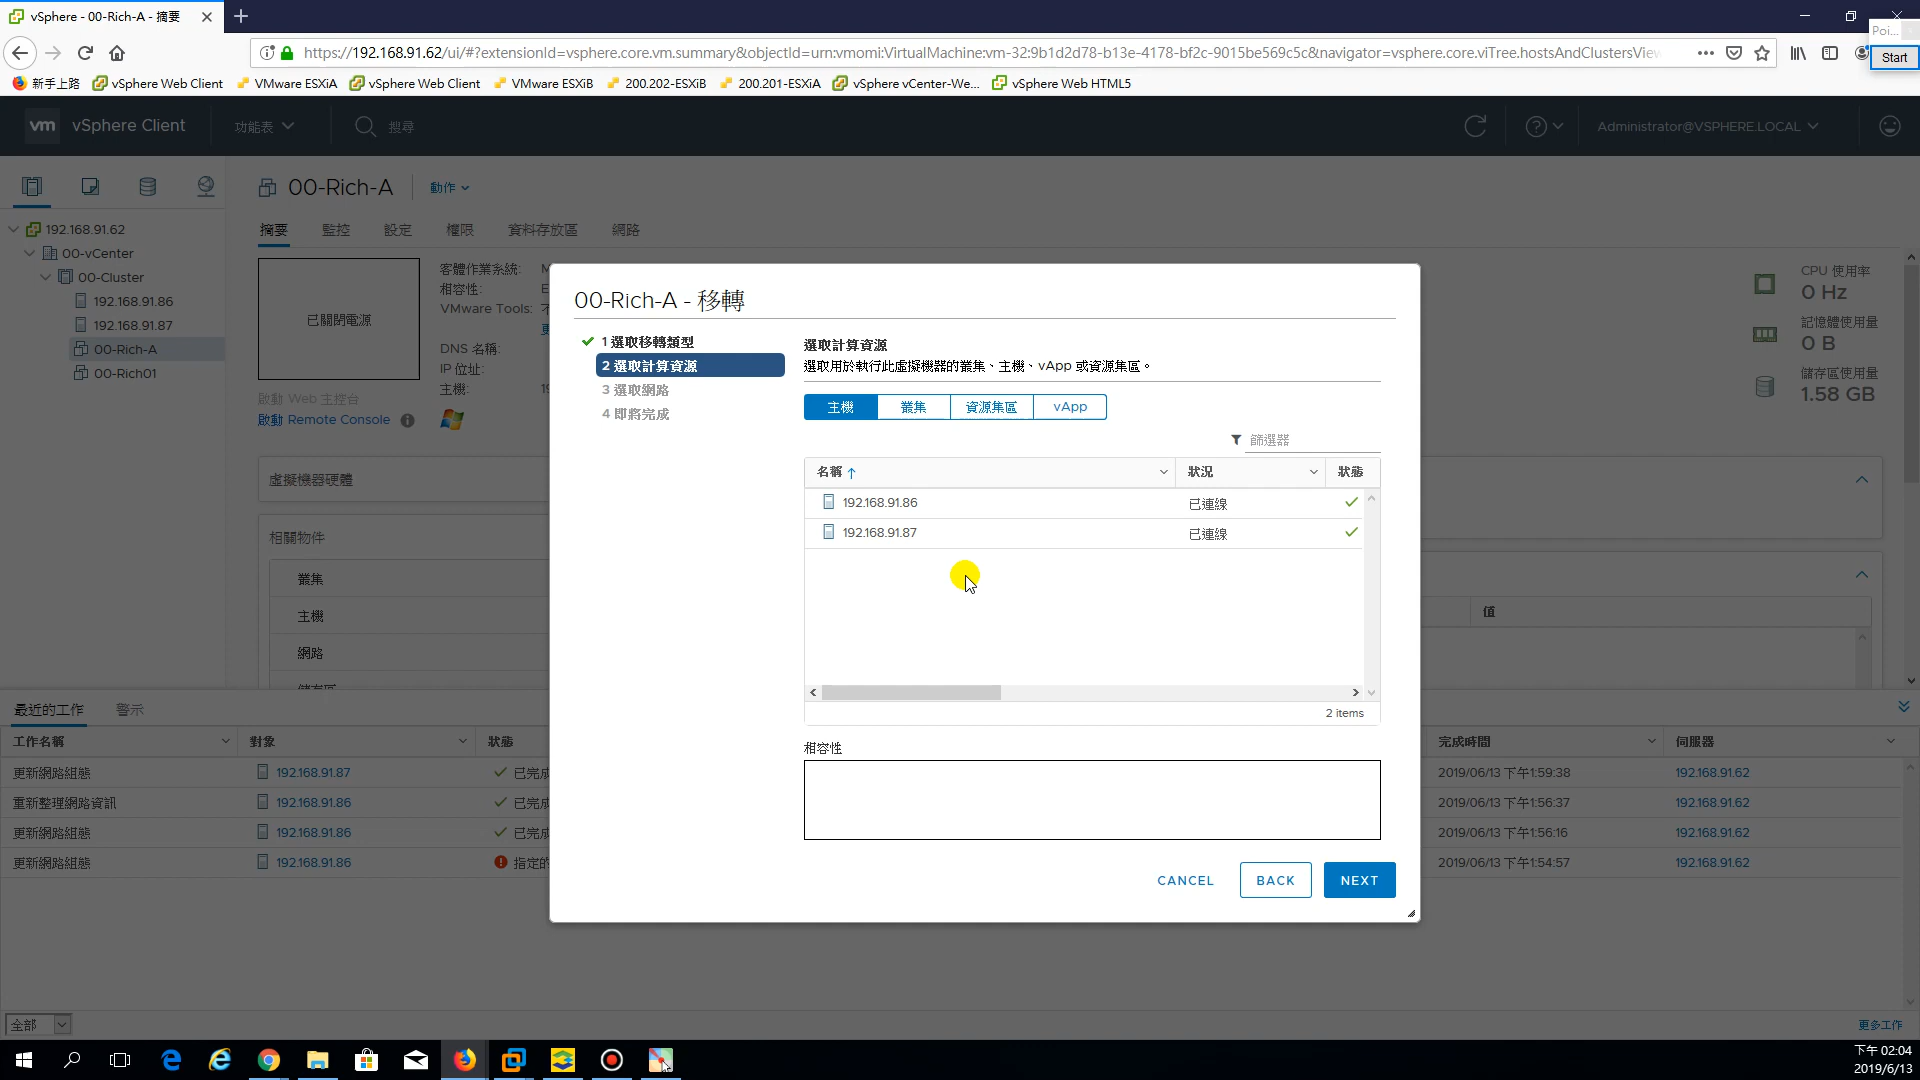 vSphere - 00-Rich-A - 摘要
https://192.168.91.62/ui/#?extensionId=vsphere.core.vm.summary&objectId=urn:vmomi:VirtualMachine:vm-32:9b1d2d78-b13e-4178-bf2c-9015be569c5c&navigator=vsphere.core.viTree.hostsAndClustersView
Poi...
Start
新手上路
vSphere Web Client
VMware ESXiA
vSphere Web Client
VMware ESXiB
200.202-ESXiB
200.201-ESXiA
vSphere vCenter-We...
vSphere Web HTML5
vm
vSphere Client
功能表
搜尋
Administrator@VSPHERE.LOCAL
192.168.91.62
00-vCenter
00-Cluster
192.168.91.86
192.168.91.87
00-Rich-A
00-Rich01
00-Rich-A
動作
摘要 監控 設定 權限 資料存放區 網路
已關閉電源
客體作業系統:
相容性:
VMware Tools:
DNS 名稱:
IP 位址:
主機:
啟動 Web 主控台
啟動 Remote Console
CPU 使用率
0 Hz
記憶體使用量
0 B
儲存區使用量
1.58 GB
虛擬機器硬體
相關物件
叢集
主機
網路
儲存區
值
00-Rich-A - 移轉
1 選取移轉類型
2 選取計算資源
3 選取網路
4 即將完成
選取計算資源
選取用於執行此虛擬機器的叢集、主機、vApp 或資源集區。
主機 叢集 資源集區 vApp
篩選器
名稱 狀況 狀態
192.168.91.86 已連線
192.168.91.87 已連線
2 items
相容性
CANCEL BACK NEXT
最近的工作 警示
工作名稱 對象 狀態 完成時間 伺服器
更新網路組態 192.168.91.87 已完成 2019/06/13 下午1:59:38 192.168.91.62
重新整理網路資訊 192.168.91.86 已完成 2019/06/13 下午1:56:37 192.168.91.62
更新網路組態 192.168.91.86 已完成 2019/06/13 下午1:56:16 192.168.91.62
更新網路組態 192.168.91.86 指定的 2019/06/13 下午1:54:57 192.168.91.62
全部
更多工作
下午 02:04
2019/6/13